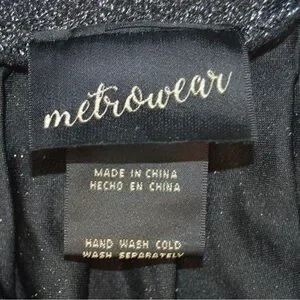 metrowear
MADE IN CHINA
HECHO EN CHINA
HAND WASH COLD
WASH SEPARATELY